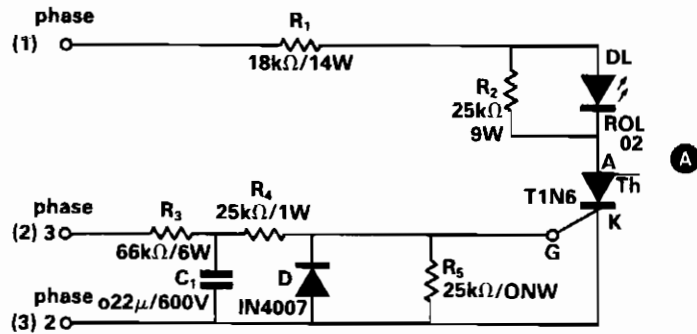 phase
(1)
R1
18kΩ/14W
R2
25kΩ
9W
DL
ROL
02
A
A
Th
T1N6
K
phase
(2) 3
R3
66kΩ/6W
R4
25kΩ/1W
G
C1
o22μ/600V
D
IN4007
R5
25kΩ/ONW
phase
(3) 2